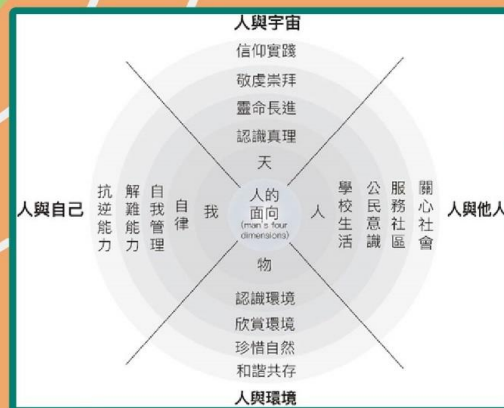 人與宇宙
信仰實踐
敬虔崇拜
靈命長進
認識真理
天
人與自己
抗逆能力
解難能力
自我管理
自律
我
人的
面向
(man's four
dimensions)
人
學校生活
公民意識
服務社區
關心社會
人與他人
物
認識環境
欣賞環境
珍惜自然
和諧共存
人與環境